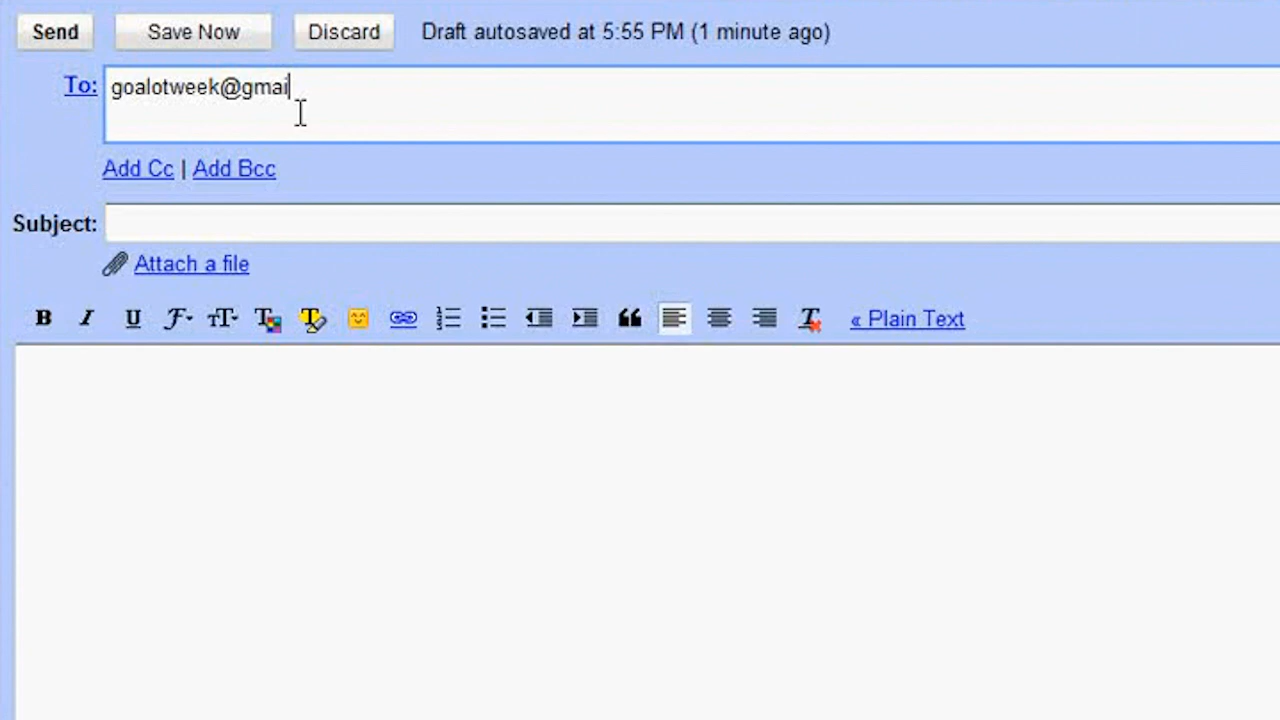 Send Save Now Discard Draft autosaved at 5:55 PM (1 minute ago)
To: goalotweek@gmai
Add Cc | Add Bcc
Subject:
Attach a file
B I U F TT T T « Plain Text